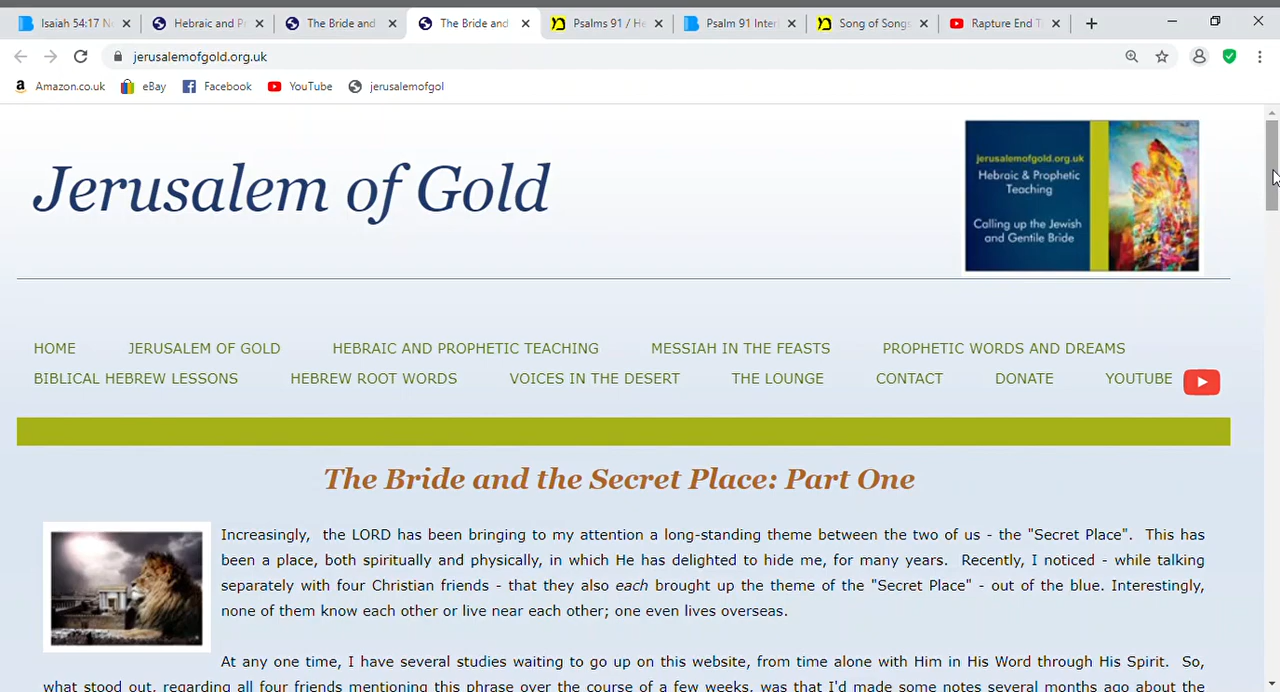 Isaiah 54:17 N
Hebraic and P
The Bride and
The Bride and
Psalms 91 / He
Psalm 91 Inter
Song of Songs
Rapture End T
jerusalemofgold.org.uk
Amazon.co.uk
eBay
Facebook
YouTube
jerusalemofgol
Jerusalem of Gold
jerusalemofgold.org.uk
Hebraic & Prophetic
Teaching
Calling up the Jewish
and Gentile Bride
HOME JERUSALEM OF GOLD HEBRAIC AND PROPHETIC TEACHING MESSIAH IN THE FEASTS PROPHETIC WORDS AND DREAMS
BIBLICAL HEBREW LESSONS HEBREW ROOT WORDS VOICES IN THE DESERT THE LOUNGE CONTACT DONATE YOUTUBE
The Bride and the Secret Place: Part One
Increasingly, the LORD has been bringing to my attention a long-standing theme between the two of us - the "Secret Place". This has
been a place, both spiritually and physically, in which He has delighted to hide me, for many years. Recently, I noticed - while talking
separately with four Christian friends - that they also each brought up the theme of the "Secret Place" - out of the blue. Interestingly,
none of them know each other or live near each other; one even lives overseas.
At any one time, I have several studies waiting to go up on this website, from time alone with Him in His Word through His Spirit. So,
what stood out, regarding all four friends mentioning this phrase over the course of a few weeks, was that I'd made some notes several months ago about the